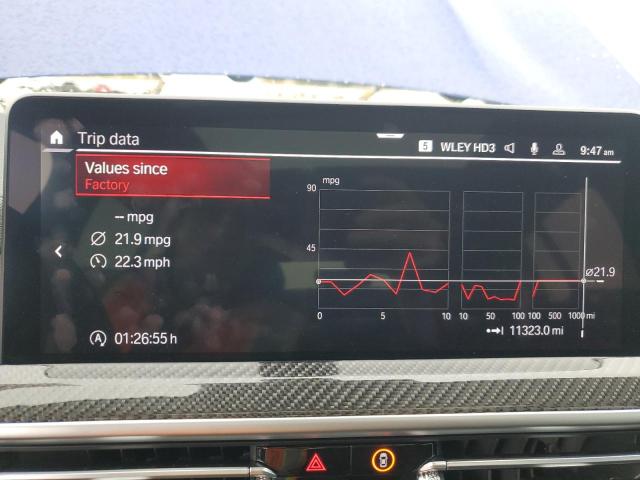 Trip data
5 WLEY HD3 9:47 am
Values since
Factory
-- mpg
Ø 21.9 mpg
22.3 mph
A 01:26:55 h
mpg
90
45
0 5 10 10 50 100 100 500 1000 mi
Ø21.9
11323.0 mi